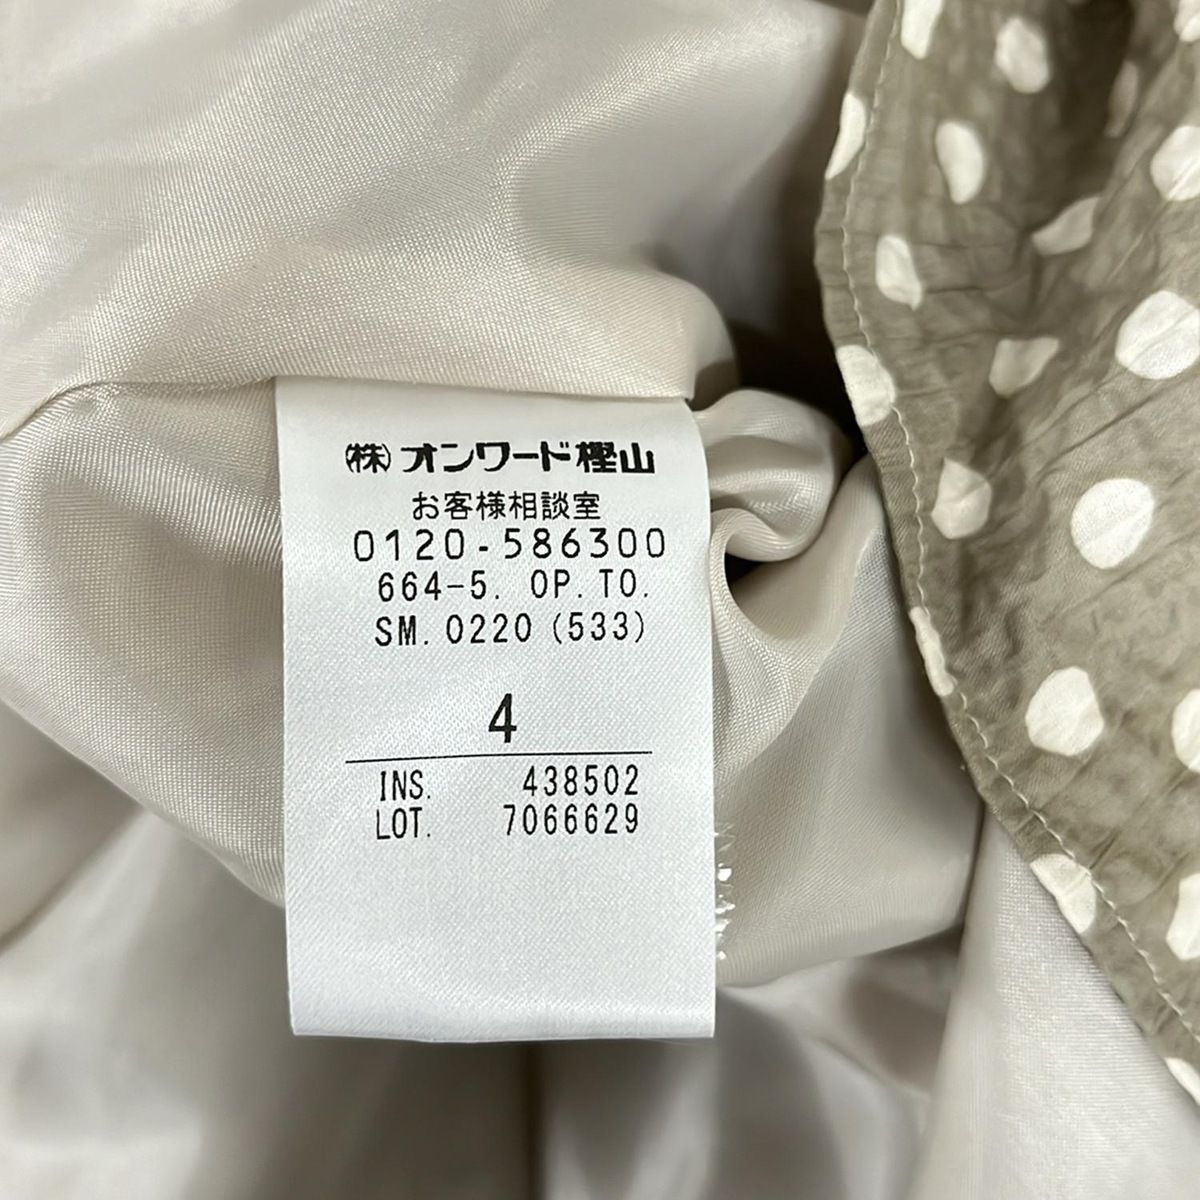 ㈱オンワード樫山
お客様相談室
0120-586300
664-5. OP.TO.
SM. 0220 (533)
4
INS. 438502
LOT. 7066629